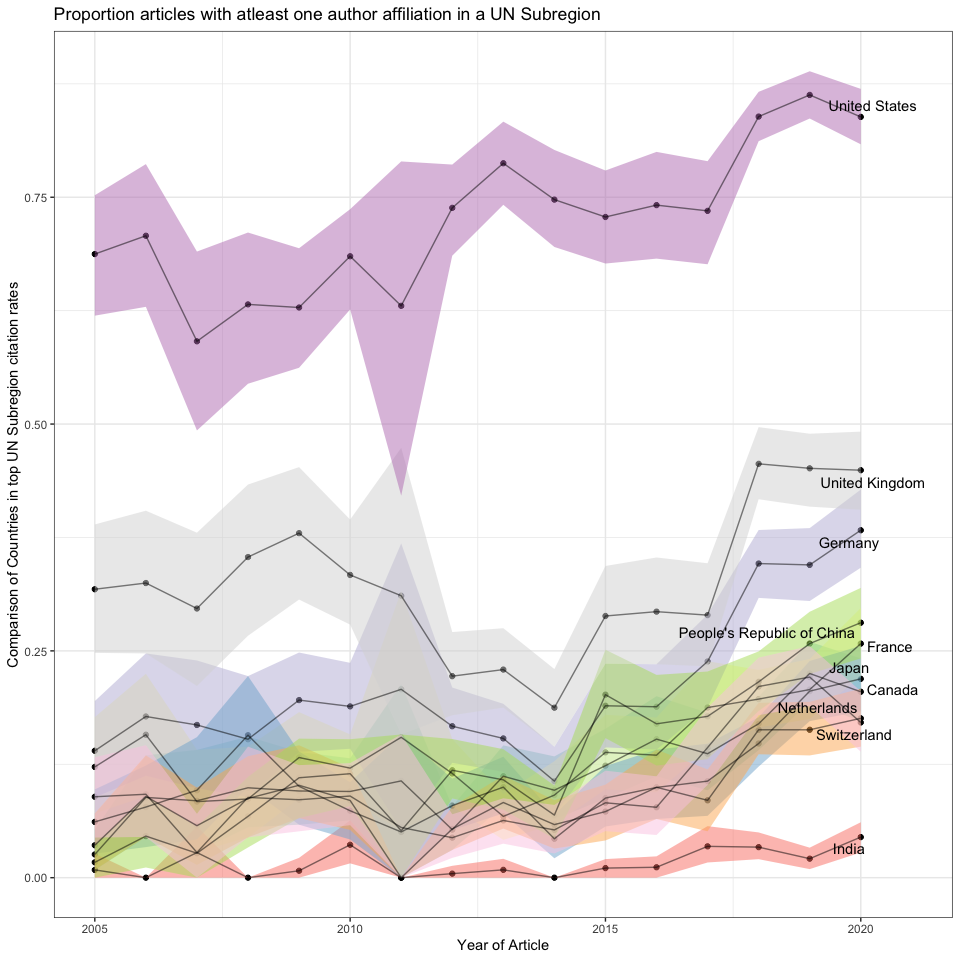 Proportion articles with atleast one author affiliation in a UN Subregion
Comparison of Countries in top UN Subregion citation rates
0.75
0.50
0.25
0.00
United States
United Kingdom
Germany
People's Republic of China
France
Japan
Canada
Netherlands
Switzerland
India
2005
2010
2015
2020
Year of Article